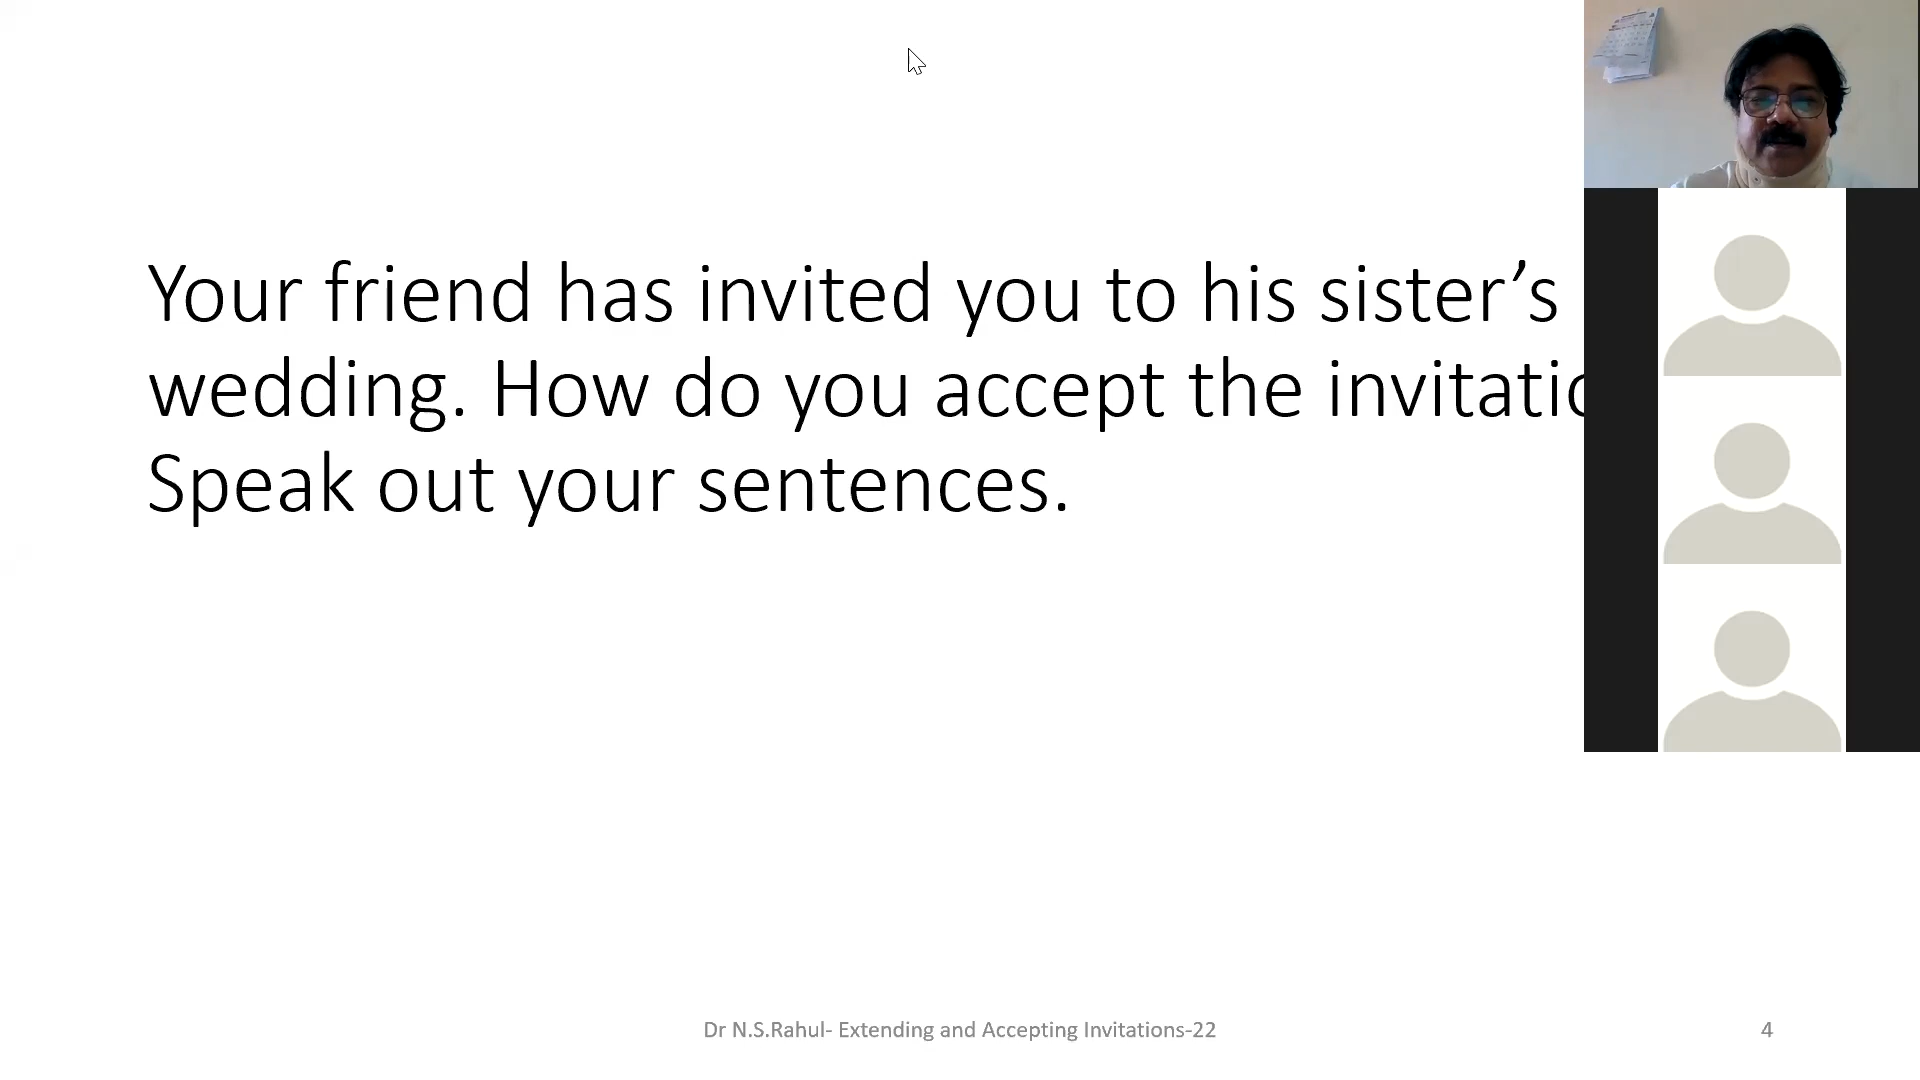 Your friend has invited you to his sister’s
wedding. How do you accept the
Speak out your sentences.
Dr N.S.Rahul- Extending and Accepting Invitations-22
4